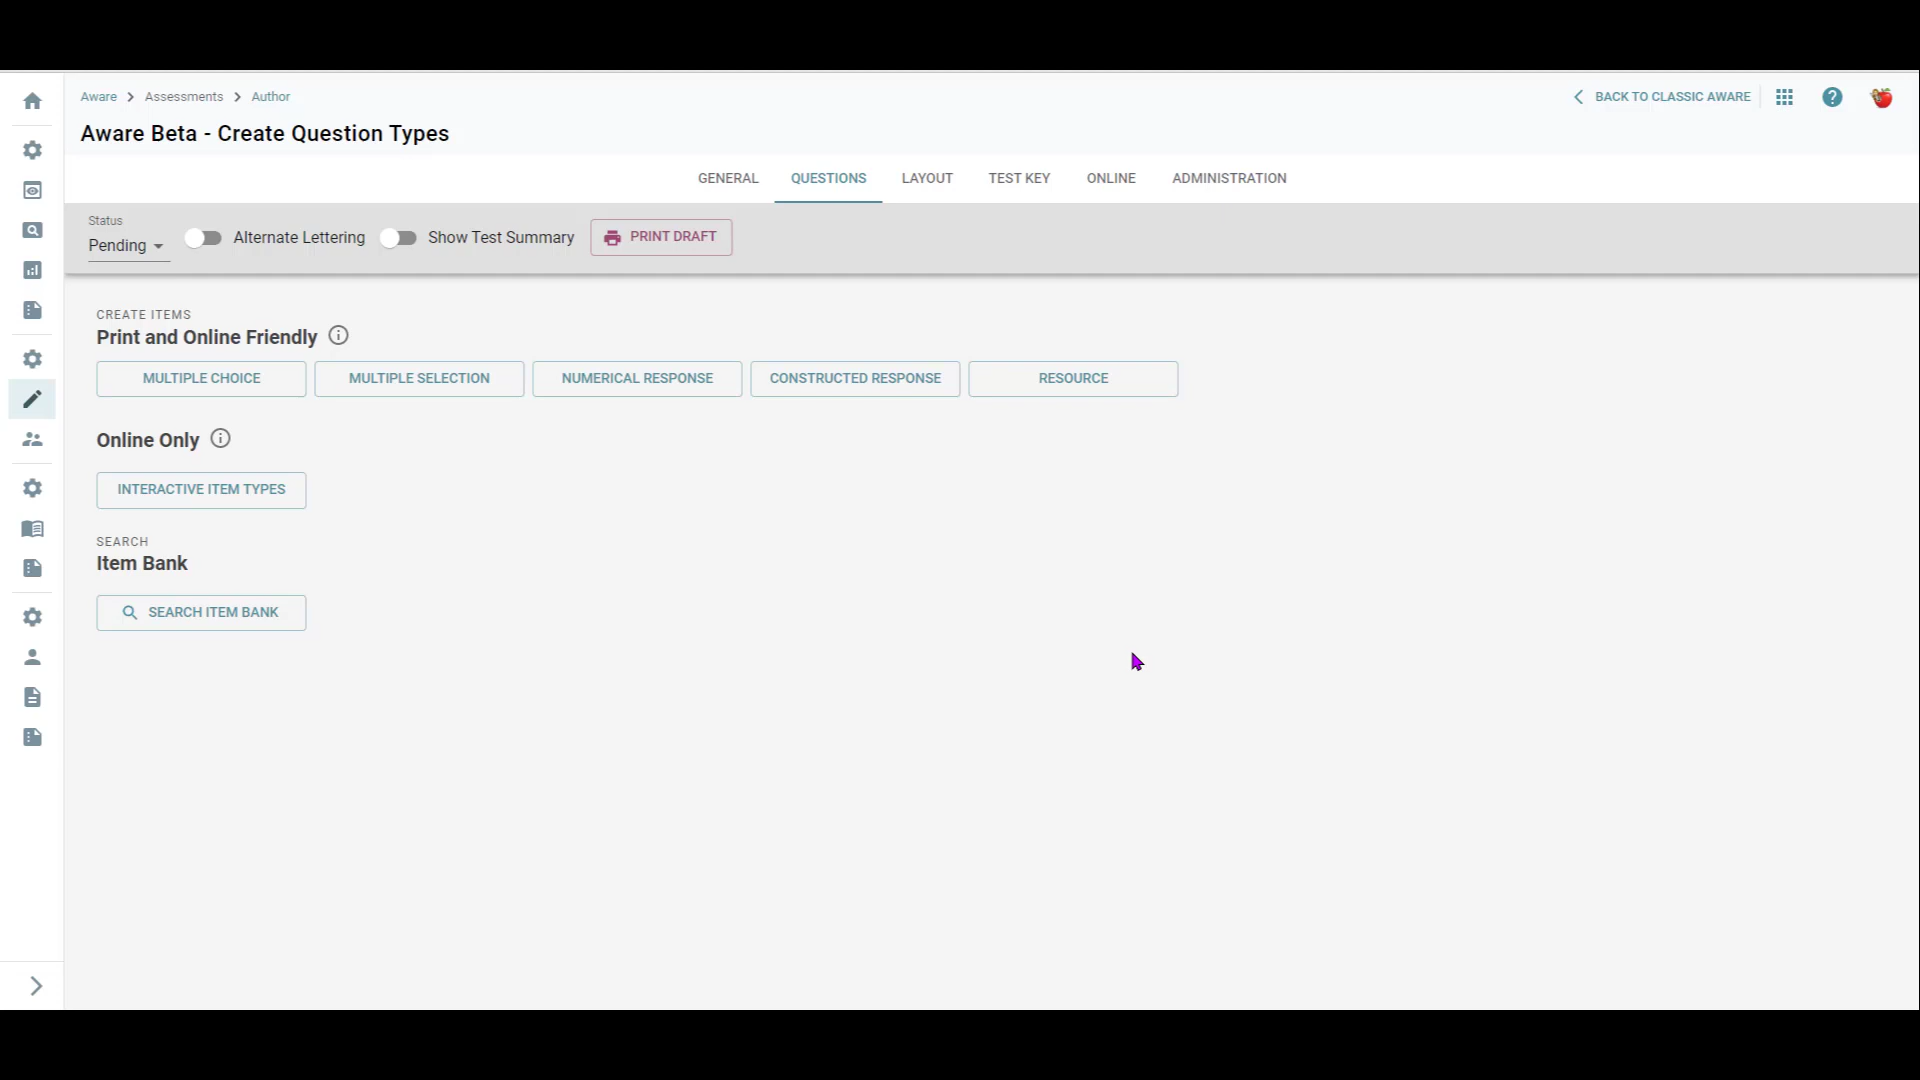 Aware > Assessments > Author
BACK TO CLASSIC AWARE
Aware Beta - Create Question Types
GENERAL QUESTIONS LAYOUT TEST KEY ONLINE ADMINISTRATION
Status
Pending Alternate Lettering Show Test Summary PRINT DRAFT
CREATE ITEMS
Print and Online Friendly
MULTIPLE CHOICE MULTIPLE SELECTION NUMERICAL RESPONSE CONSTRUCTED RESPONSE RESOURCE
Online Only
INTERACTIVE ITEM TYPES
SEARCH
Item Bank
SEARCH ITEM BANK